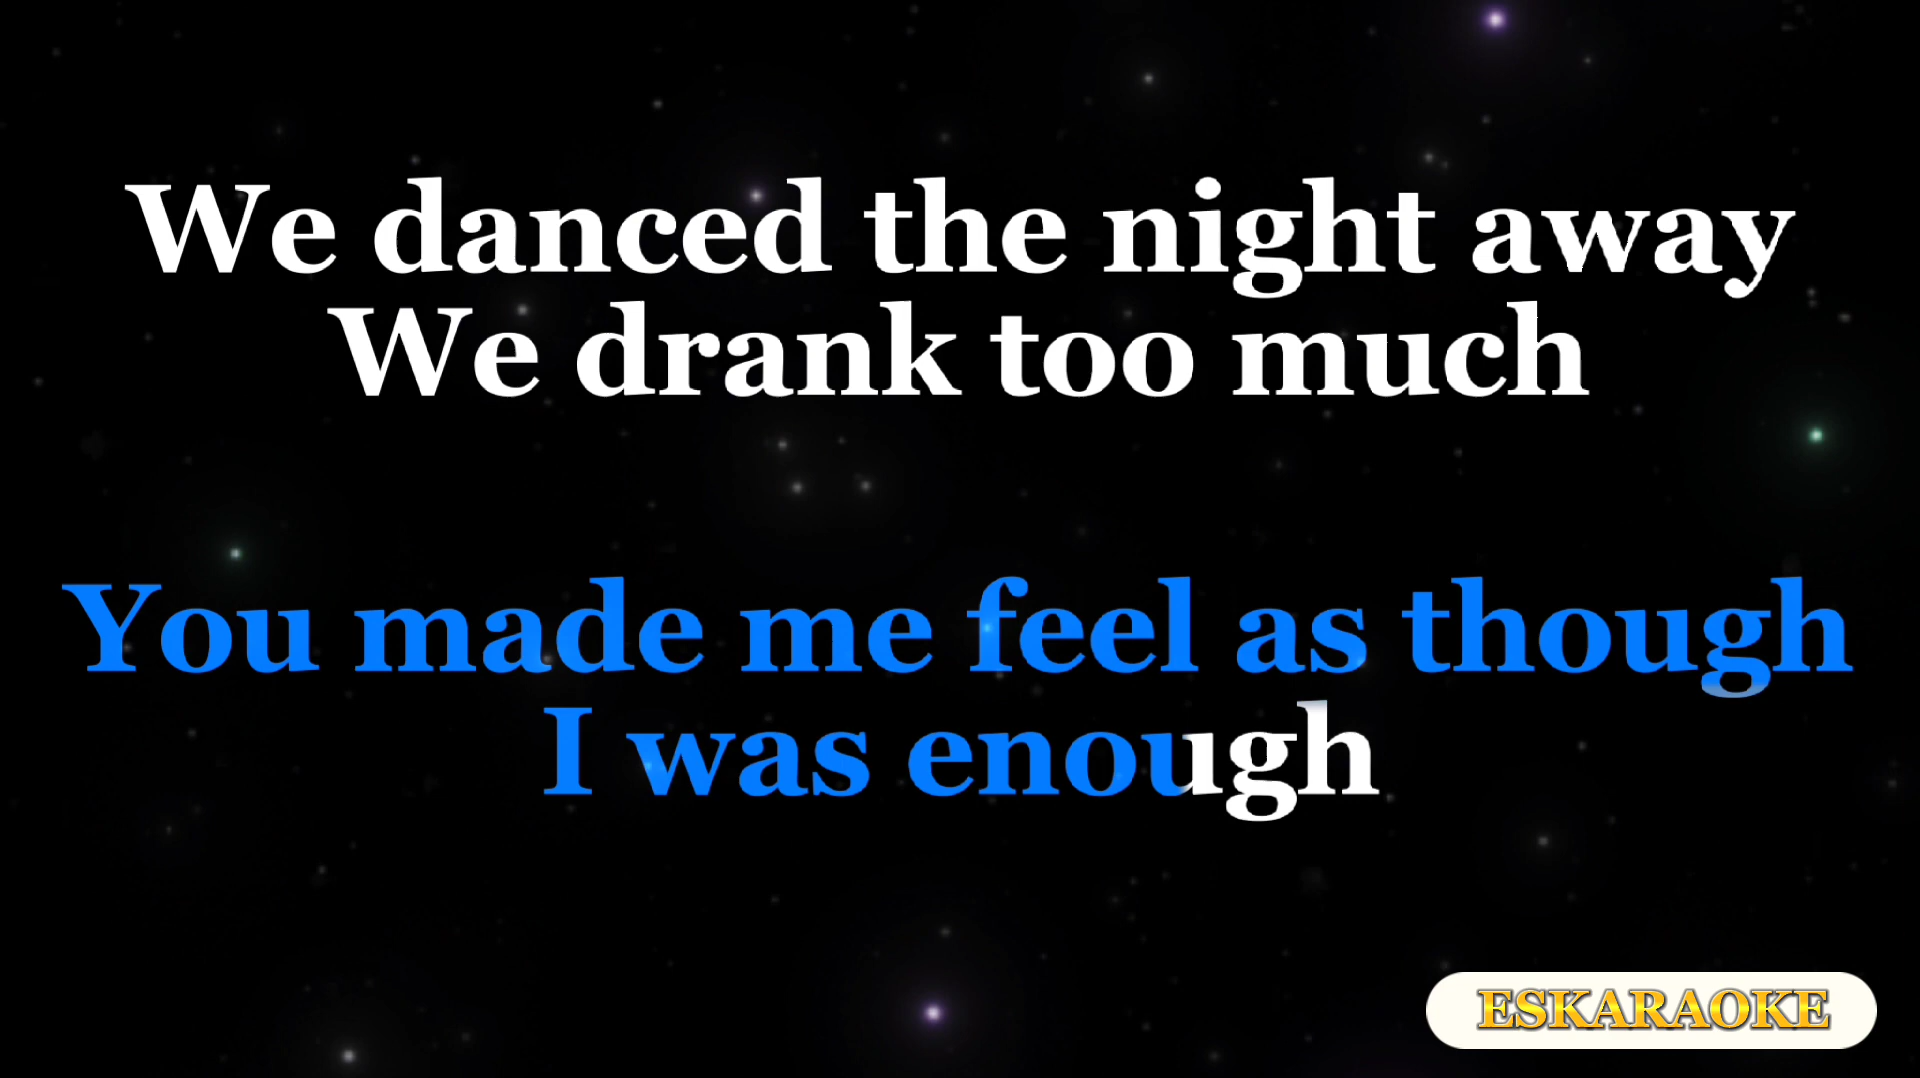 We danced the night away
We drank too much
You made me feel as though
I was enough
ESKARAOKE